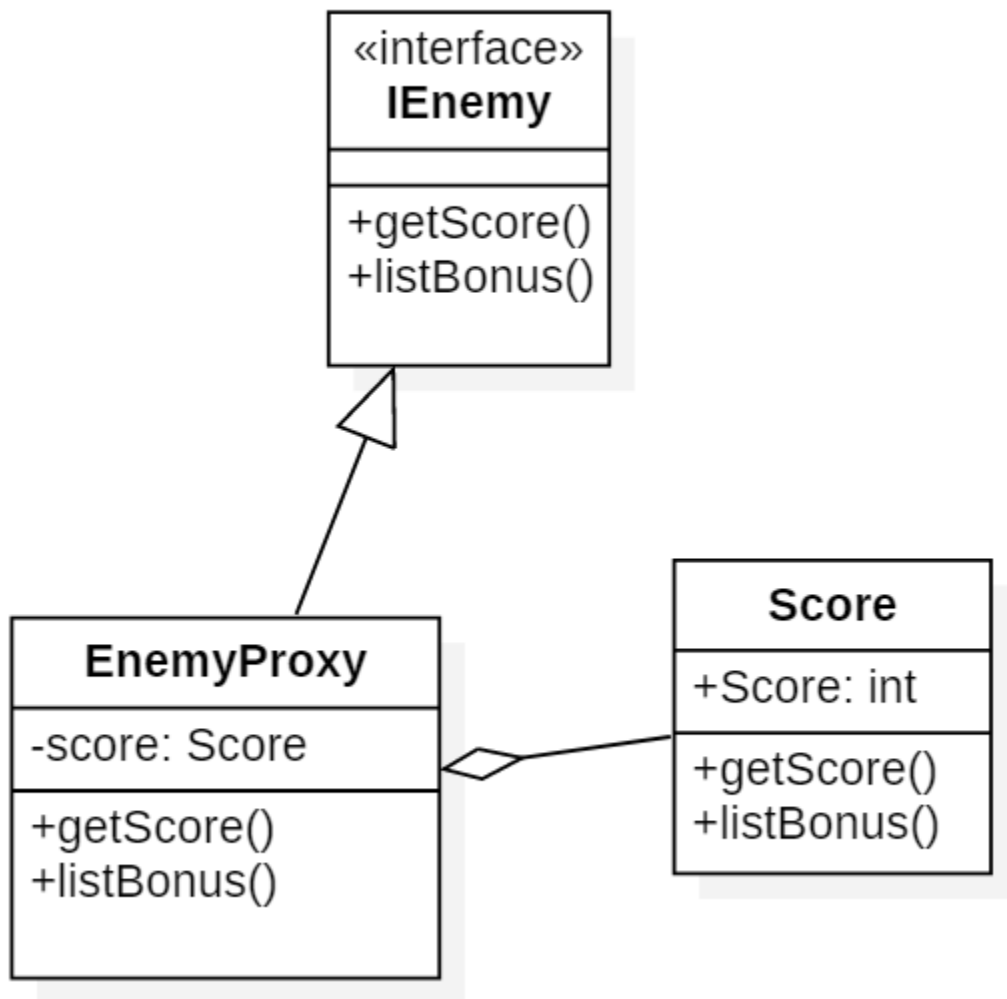 «interface»
IEnemy
+getScore()
+listBonus()
EnemyProxy
-score: Score
+getScore()
+listBonus()
Score
+Score: int
+getScore()
+listBonus()